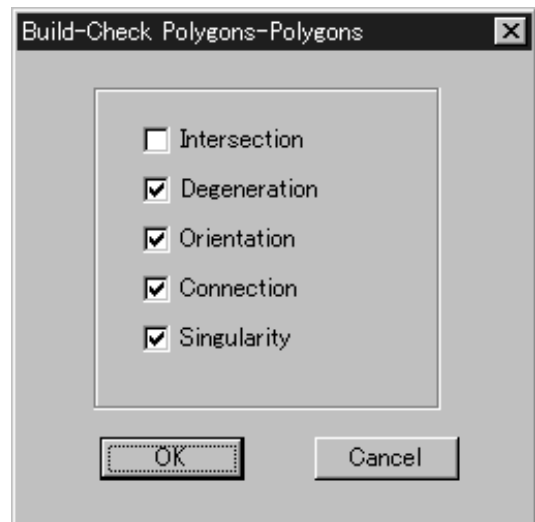 Build-Check Polygons-Polygons
Intersection
Degeneration
Orientation
Connection
Singularity
OK Cancel